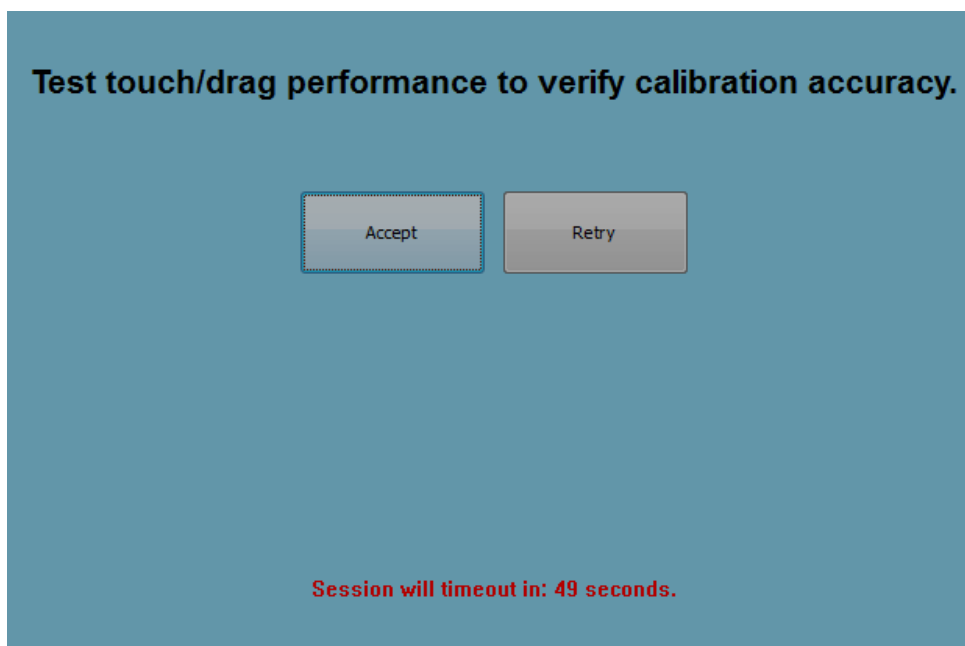 Test touch/drag performance to verify calibration accuracy.
Accept
Retry
Session will timeout in: 49 seconds.